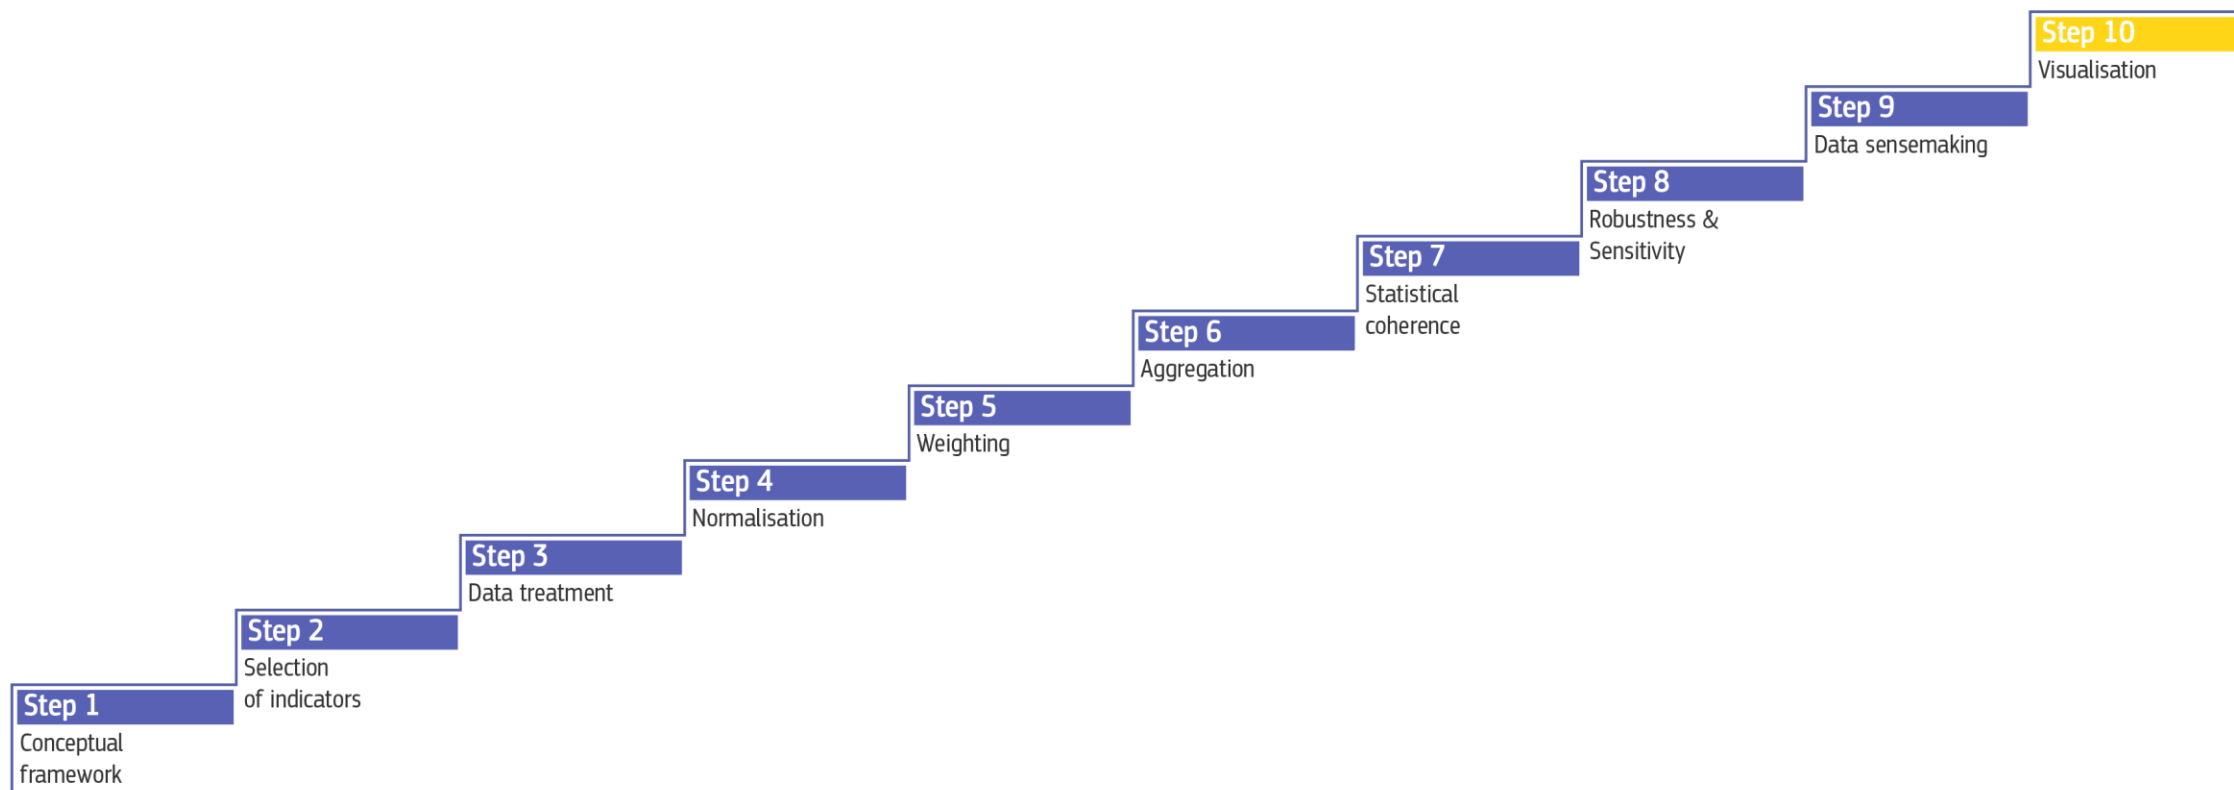 Step 10
Visualisation
Step 9
Data sensemaking
Step 8
Robustness &
Sensitivity
Step 7
Statistical
coherence
Step 6
Aggregation
Step 5
Weighting
Step 4
Normalisation
Step 3
Data treatment
Step 2
Selection
of indicators
Step 1
Conceptual
framework